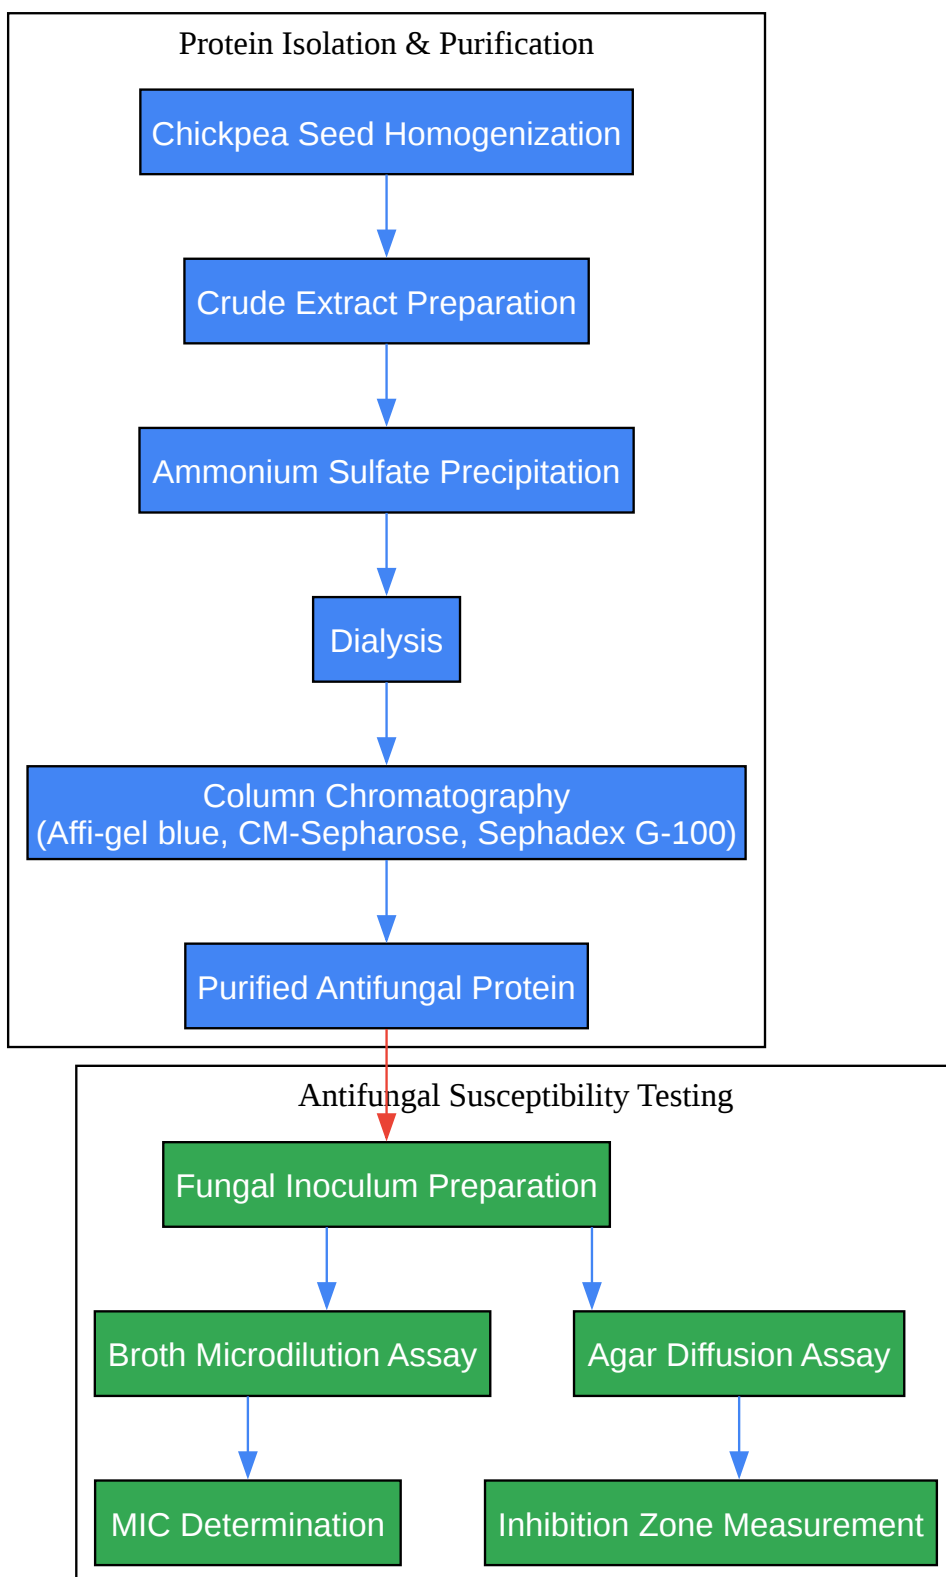 Protein Isolation & Purification
Chickpea Seed Homogenization
Crude Extract Preparation
Ammonium Sulfate Precipitation
Dialysis
Column Chromatography
(Affi-gel blue, CM-Sepharose, Sephadex G-100)
Purified Antifungal Protein
Antifungal Susceptibility Testing
Fungal Inoculum Preparation
Broth Microdilution Assay
Agar Diffusion Assay
MIC Determination
Inhibition Zone Measurement